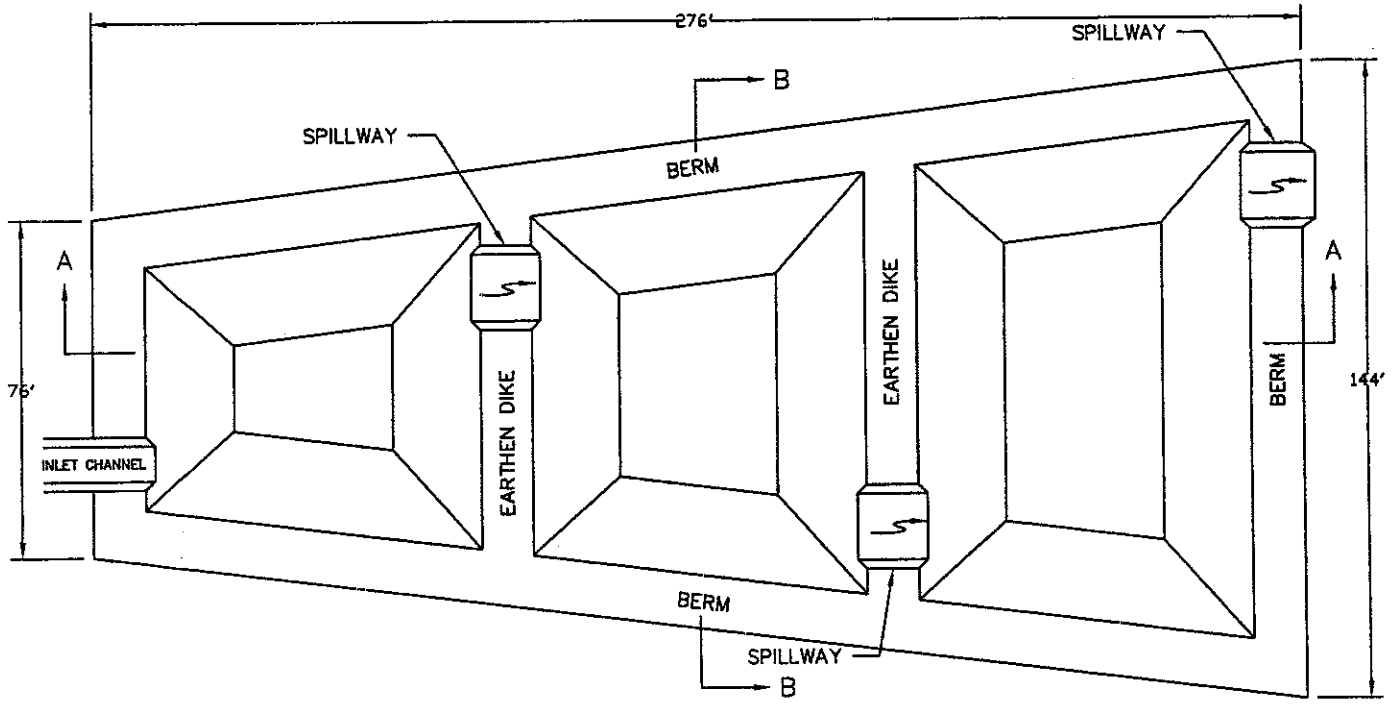 276'
SPILLWAY
B
SPILLWAY
BERM
A
A
EARTHEN DIKE
76'
144'
BERM
INLET CHANNEL
EARTHEN DIKE
BERM
SPILLWAY
B